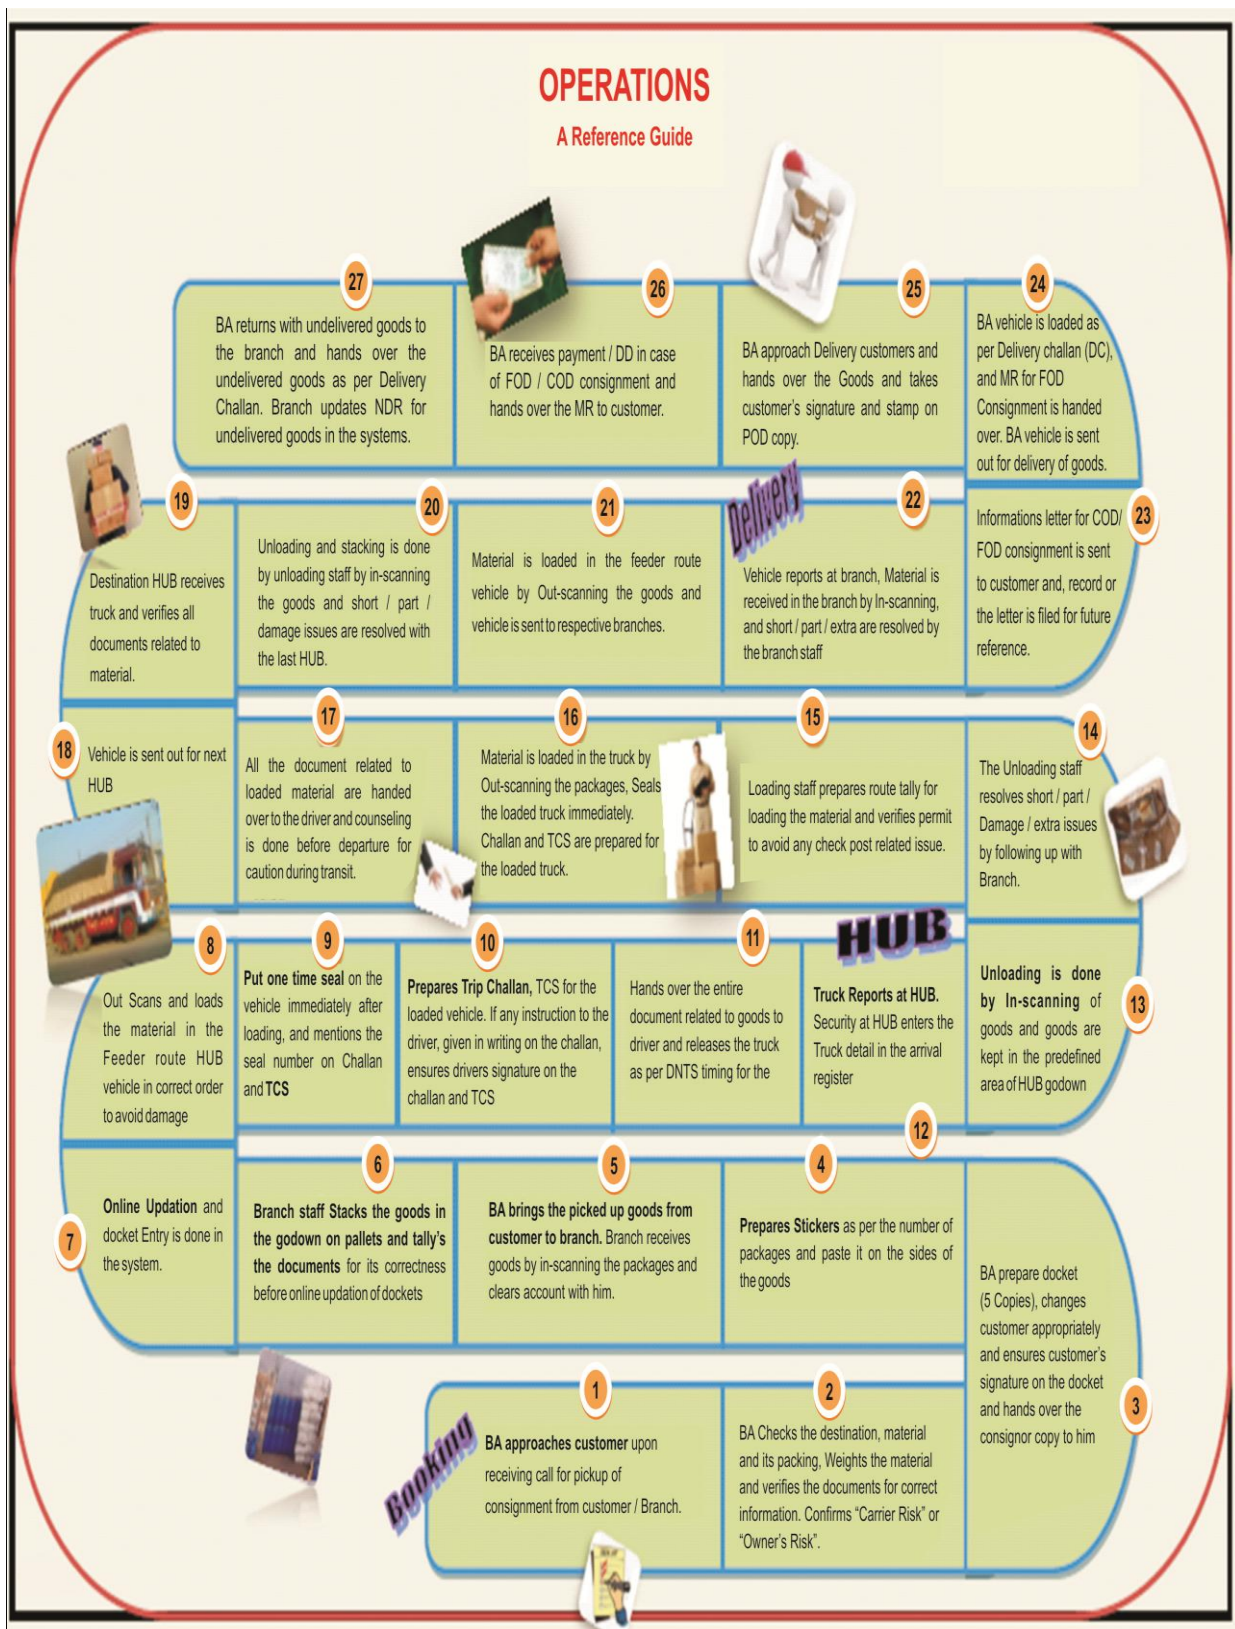 OPERATIONS
A Reference Guide
27
BA returns with undelivered goods to
the branch and hands over the
undelivered goods as per Delivery
Challan. Branch updates NDR for
undelivered goods in the systems.
26
BA receives payment / DD in case
of FOD / COD consignment and
hands over the MR to customer.
25
BA approach Delivery customers and
hands over the Goods and takes
customer's signature and stamp on
POD copy.
24
BA vehicle is loaded as
per Delivery challan (DC),
and MR for FOD
Consignment is handed
over. BA vehicle is sent
out for delivery of goods.
19
Destination HUB receives
truck and verifies all
documents related to
material.
20
Unloading and stacking is done
by unloading staff by in-scanning
the goods and short / part /
damage issues are resolved with
the last HUB.
21
Material is loaded in the feeder route
vehicle by Out-scanning the goods and
vehicle is sent to respective branches.
Delivery
22
Vehicle reports at branch, Material is
received in the branch by In-scanning,
and short / part / extra are resolved by
the branch staff
23
Informations letter for COD/
FOD consignment is sent
to customer and, record or
the letter is filed for future
reference.
18
Vehicle is sent out for next
HUB
17
All the document related to
loaded material are handed
over to the driver and counseling
is done before departure for
caution during transit.
16
Material is loaded in the truck by
Out-scanning the packages, Seals
the loaded truck immediately.
Challan and TCS are prepared for
the loaded truck.
15
Loading staff prepares route tally for
loading the material and verifies permit
to avoid any check post related issue.
14
The Unloading staff
resolves short / part /
Damage / extra issues
by following up with
Branch.
8
Out Scans and loads
the material in the
Feeder route HUB
vehicle in correct order
to avoid damage
9
Put one time seal on the
vehicle immediately after
loading, and mentions the
seal number on Challan
and TCS
10
Prepares Trip Challan, TCS for the
loaded vehicle. If any instruction to the
driver, given in writing on the challan,
ensures drivers signature on the
challan and TCS
11
Hands over the entire
document related to goods to
driver and releases the truck
as per DNTS timing for the
HUB
Truck Reports at HUB.
Security at HUB enters the
Truck detail in the arrival
register
12
13
Unloading is done
by In-scanning of
goods and goods are
kept in the predefined
area of HUB godown
7
Online Updation and
docket Entry is done in
the system.
6
Branch staff Stacks the goods in
the godown on pallets and tally's
the documents for its correctness
before online updation of dockets
5
BA brings the picked up goods from
customer to branch. Branch receives
goods by in-scanning the packages and
clears account with him.
4
Prepares Stickers as per the number of
packages and paste it on the sides of
the goods
BA prepare docket
(5 Copies), changes
customer appropriately
and ensures customer's
signature on the docket
and hands over the
consignor copy to him
3
Booking
1
BA approaches customer upon
receiving call for pickup of
consignment from customer / Branch.
2
BA Checks the destination, material
and its packing, Weights the material
and verifies the documents for correct
information. Confirms “Carrier Risk” or
“Owner's Risk”.